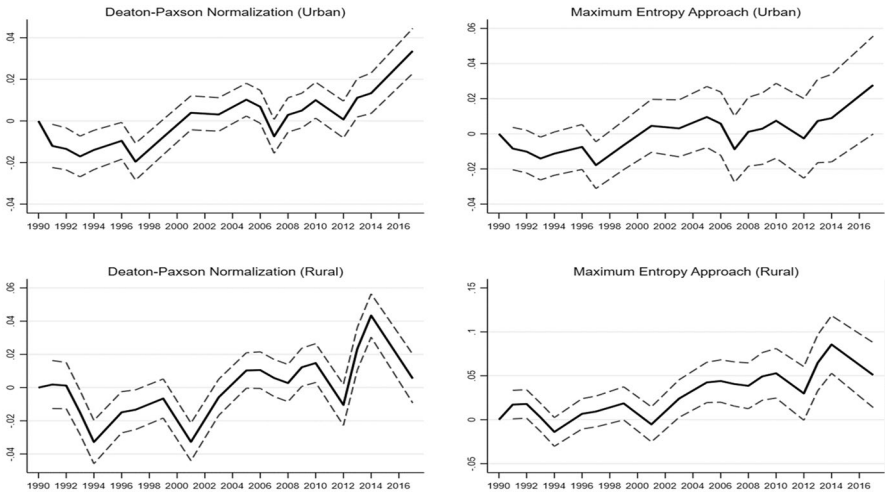 Deaton-Paxson Normalization (Urban)
.04
.02
0
-.02
-.04
1990 1992 1994 1996 1998 2000 2002 2004 2006 2008 2010 2012 2014 2016
Maximum Entropy Approach (Urban)
.06
.04
.02
0
-.02
-.04
1990 1992 1994 1996 1998 2000 2002 2004 2006 2008 2010 2012 2014 2016
Deaton-Paxson Normalization (Rural)
.06
.04
.02
0
-.02
-.04
1990 1992 1994 1996 1998 2000 2002 2004 2006 2008 2010 2012 2014 2016
Maximum Entropy Approach (Rural)
.15
.1
.05
0
-.05
1990 1992 1994 1996 1998 2000 2002 2004 2006 2008 2010 2012 2014 2016